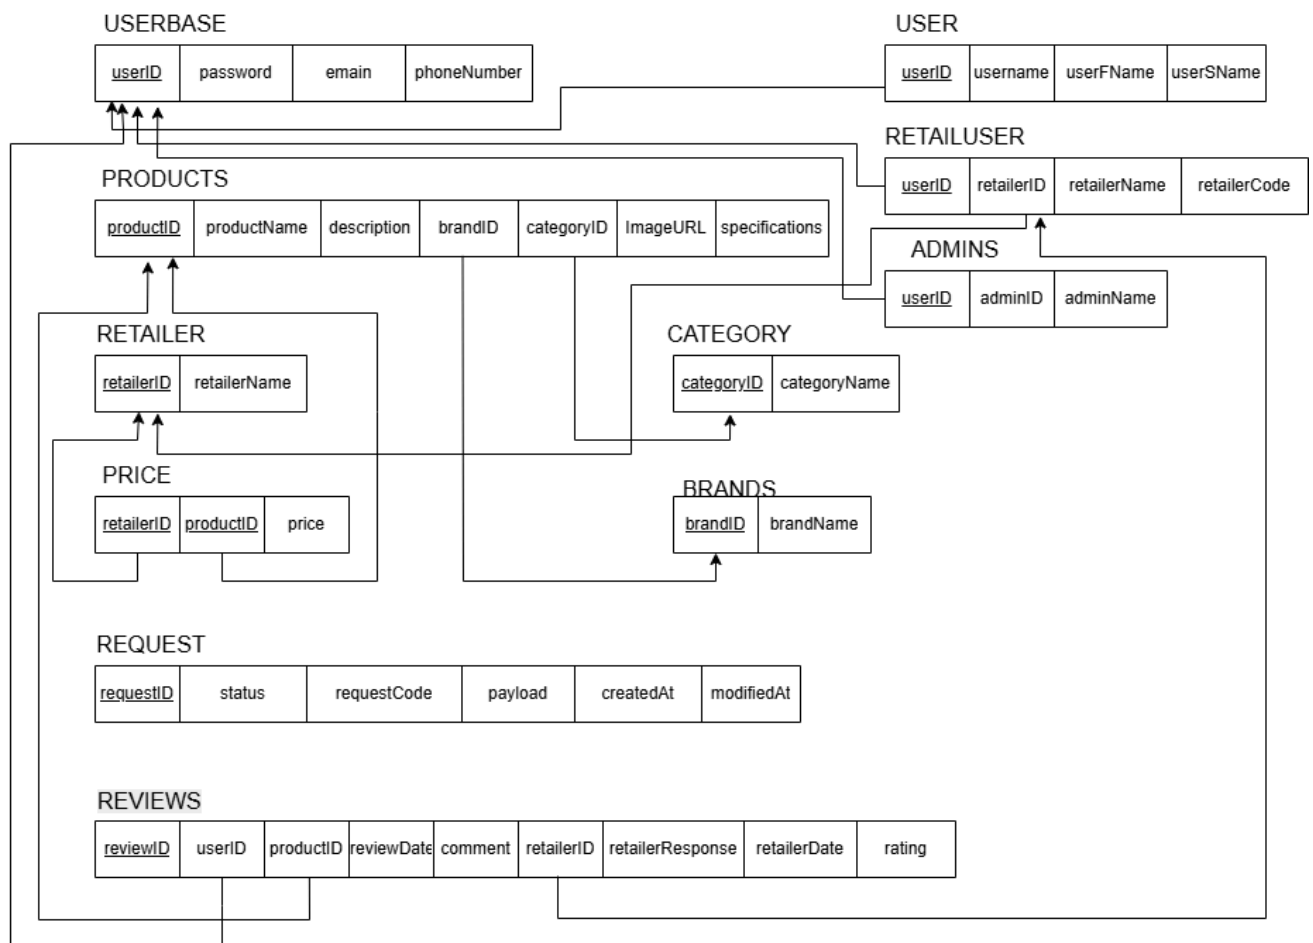 USERBASE
userID password emain phoneNumber
USER
userID username userFName userSName
RETAILUSER
userID retailerID retailerName retailerCode
PRODUCTS
productID productName description brandID categoryID ImageURL specifications
ADMINS
userID adminID adminName
RETAILER
retailerID retailerName
CATEGORY
categoryID categoryName
PRICE
retailerID productID price
BRANDS
brandID brandName
REQUEST
requestID status requestCode payload createdAt modifiedAt
REVIEWS
reviewID userID productID reviewDate comment retailerID retailerResponse retailerDate rating